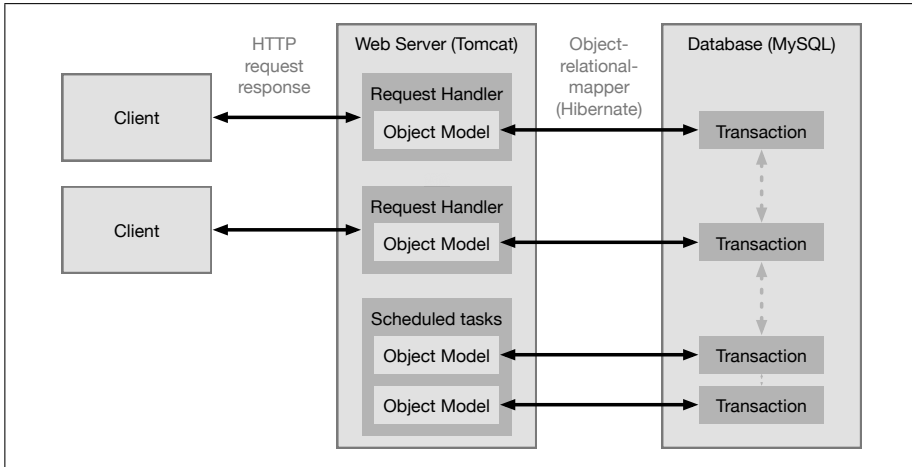 HTTP
request
response
Web Server (Tomcat)
Object-
relational-
mapper
(Hibernate)
Database (MySQL)
Client
Request Handler
Object Model
Transaction
Client
Request Handler
Object Model
Transaction
Scheduled tasks
Object Model
Transaction
Object Model
Transaction